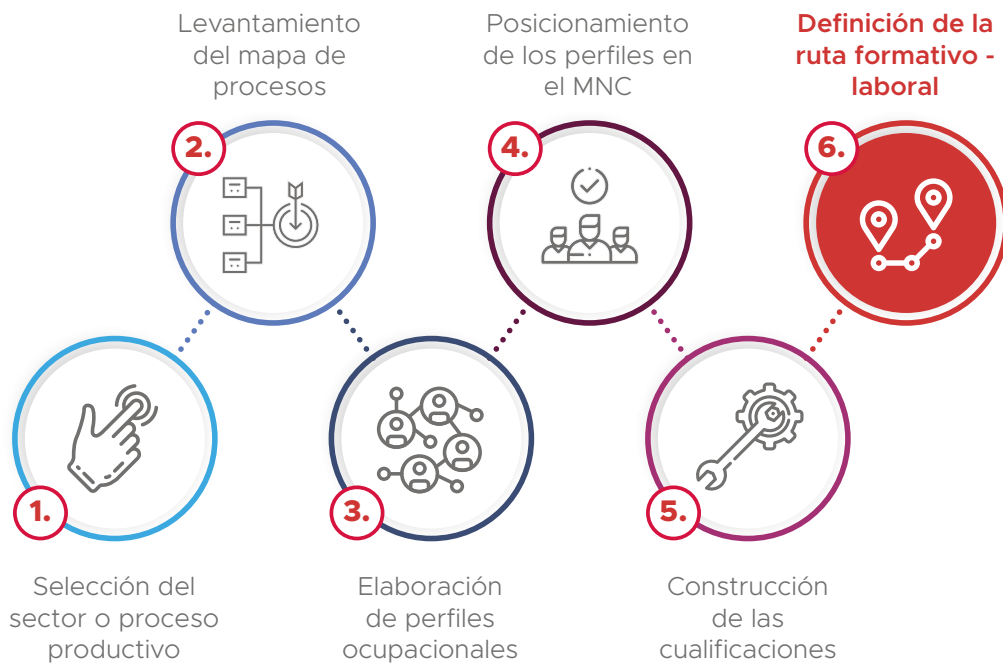 1.
Selección del
sector o proceso
productivo
2.
Levantamiento
del mapa de
procesos
3.
Elaboración
de perfiles
ocupacionales
4.
Posicionamiento
de los perfiles en
el MNC
5.
Construcción
de las
cualificaciones
6.
Definición de la
ruta formativo -
laboral